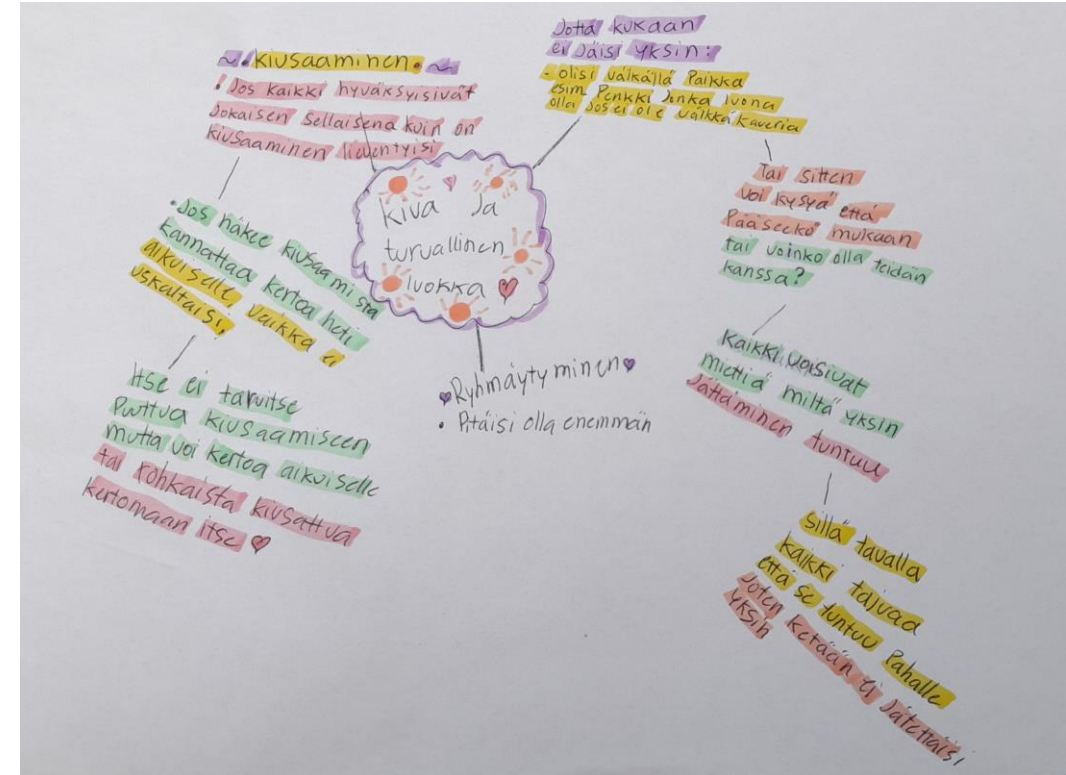 kiva Ja
turvallinen
luokka
~ • kiusaaminen • ~
! Jos kaikki hyväksyisivät
Jokaisen sellaisena kuin on
kiusaaminen lieventyisi
• Jos näkee kiusaamista
kannattaa kertoa heti
aikuiselle, vaikka ei
uskaltaisi.
Itse ei tarvitse
Puuttua kiusaamiseen
mutta voi kertoa aikuiselle
tai rohkaista kiusattua
kertomaan itse
Jotta kukaan
ei Jäisi yksin:
- olisi välkällä Paikka
esim. Penkki Jonka luona
olla Jos ei ole välkkäkaveria
Tai sitten
voi kysyä että
Pääseekö mukaan
tai voinko olla teidän
kanssa?
Kaikki voisivat
miettiä miltä yksin
Jättäminen tuntuu
sillä tavalla
kaikki tajuaa
että se tuntuu Pahalle
Joten ketään ei Jätettäisi
yksin
Ryhmäytyminen
• Pitäisi olla enemmän